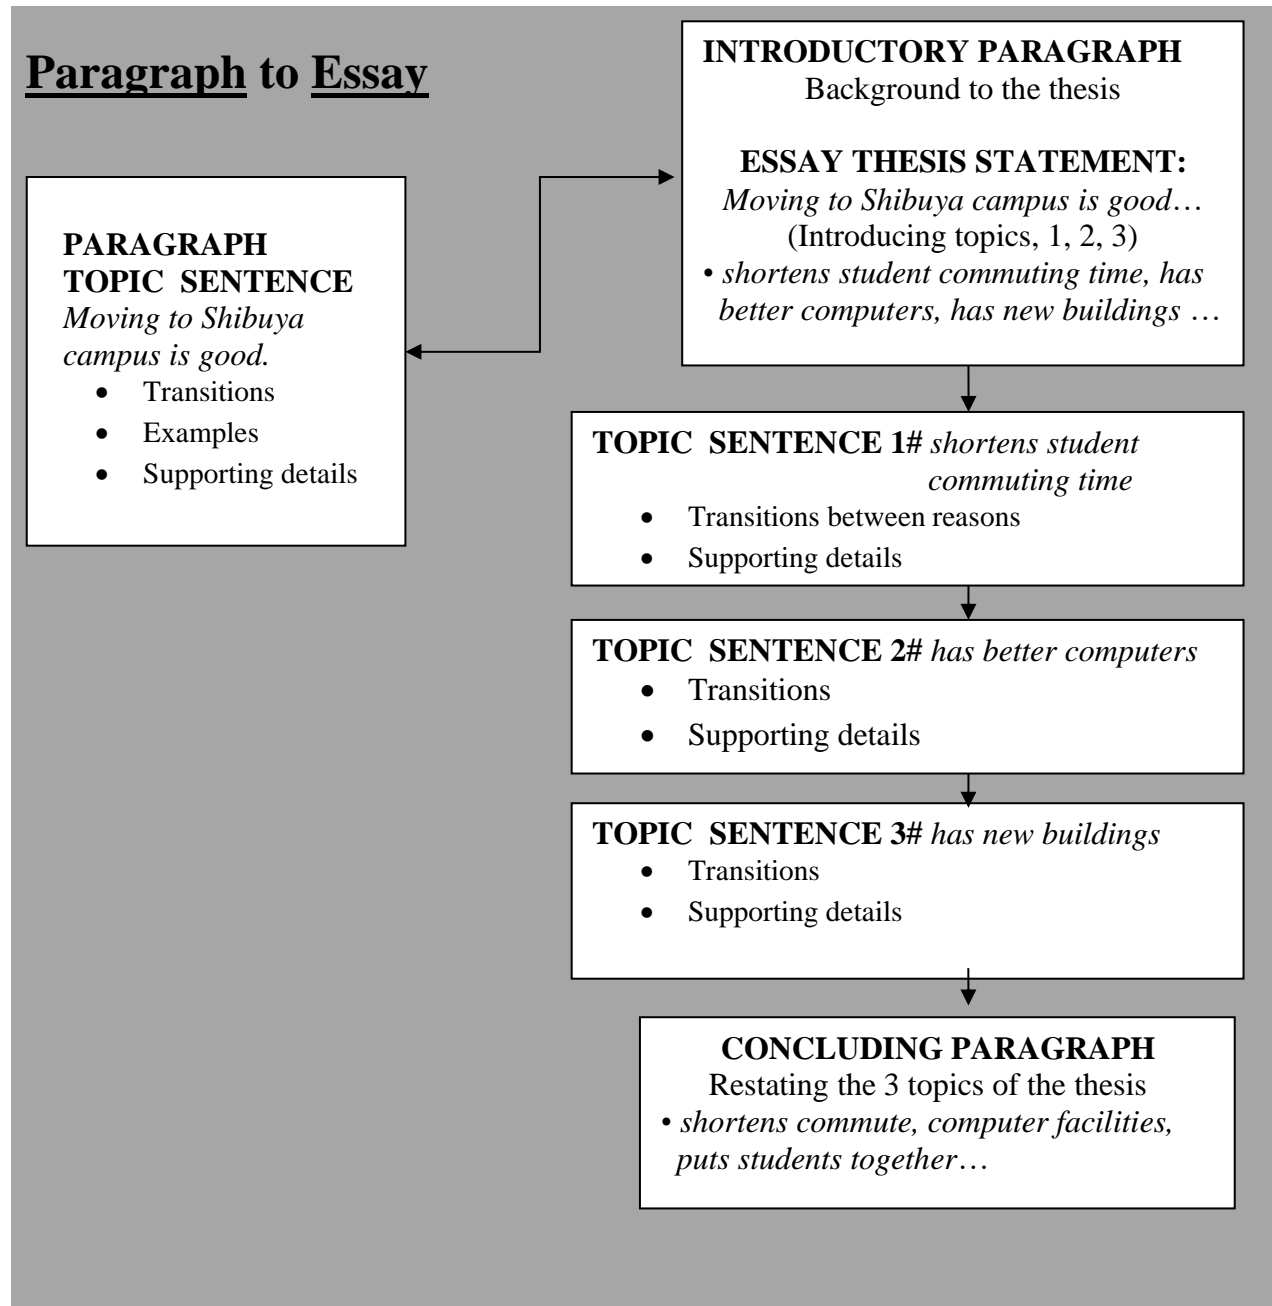 Paragraph to Essay
PARAGRAPH
TOPIC SENTENCE
Moving to Shibuya
campus is good.
• Transitions
• Examples
• Supporting details
INTRODUCTORY PARAGRAPH
Background to the thesis
ESSAY THESIS STATEMENT:
Moving to Shibuya campus is good…
(Introducing topics, 1, 2, 3)
• shortens student commuting time, has
better computers, has new buildings …
TOPIC SENTENCE 1# shortens student
commuting time
• Transitions between reasons
• Supporting details
TOPIC SENTENCE 2# has better computers
• Transitions
• Supporting details
TOPIC SENTENCE 3# has new buildings
• Transitions
• Supporting details
CONCLUDING PARAGRAPH
Restating the 3 topics of the thesis
• shortens commute, computer facilities,
puts students together…